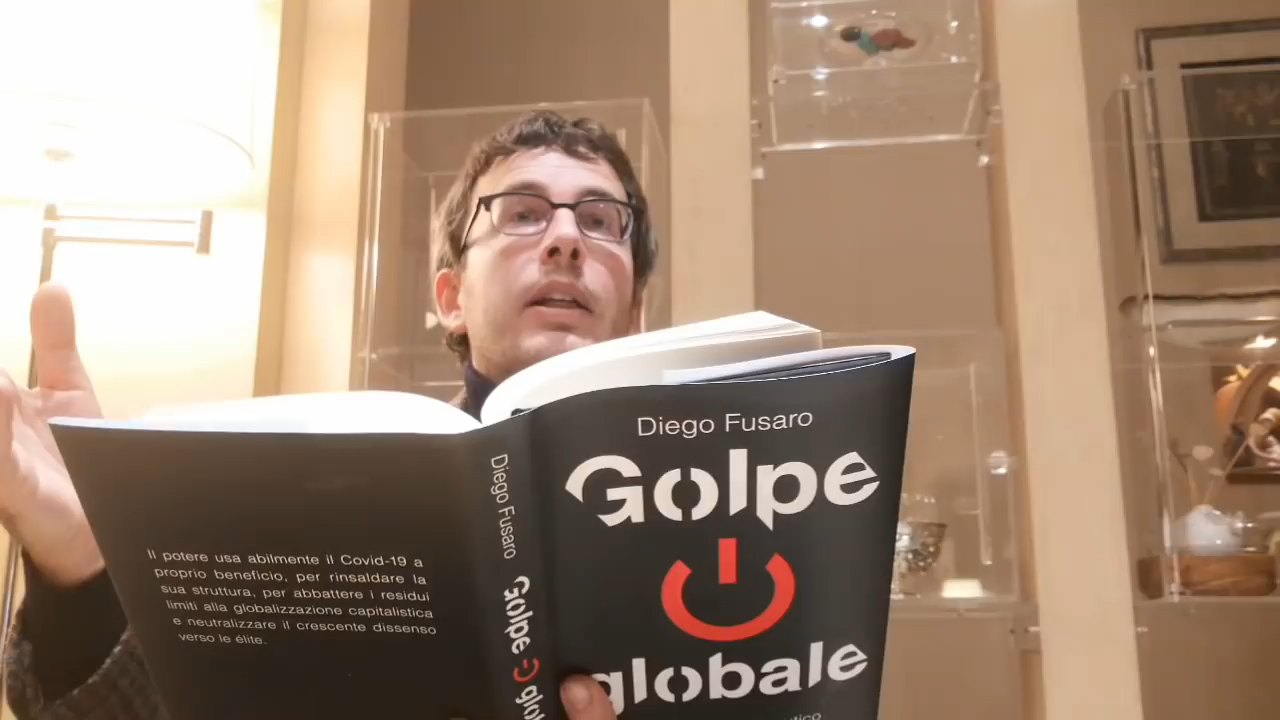 Il potere usa abilmente il Covid-19 a
proprio beneficio, per rinsaldare la
sua struttura, per abbattere i residui
limiti alla globalizzazione capitalistica
e neutralizzare il crescente dissenso
verso le élite.
Diego Fusaro
Golpe
Diego Fusaro
Golpe
globale